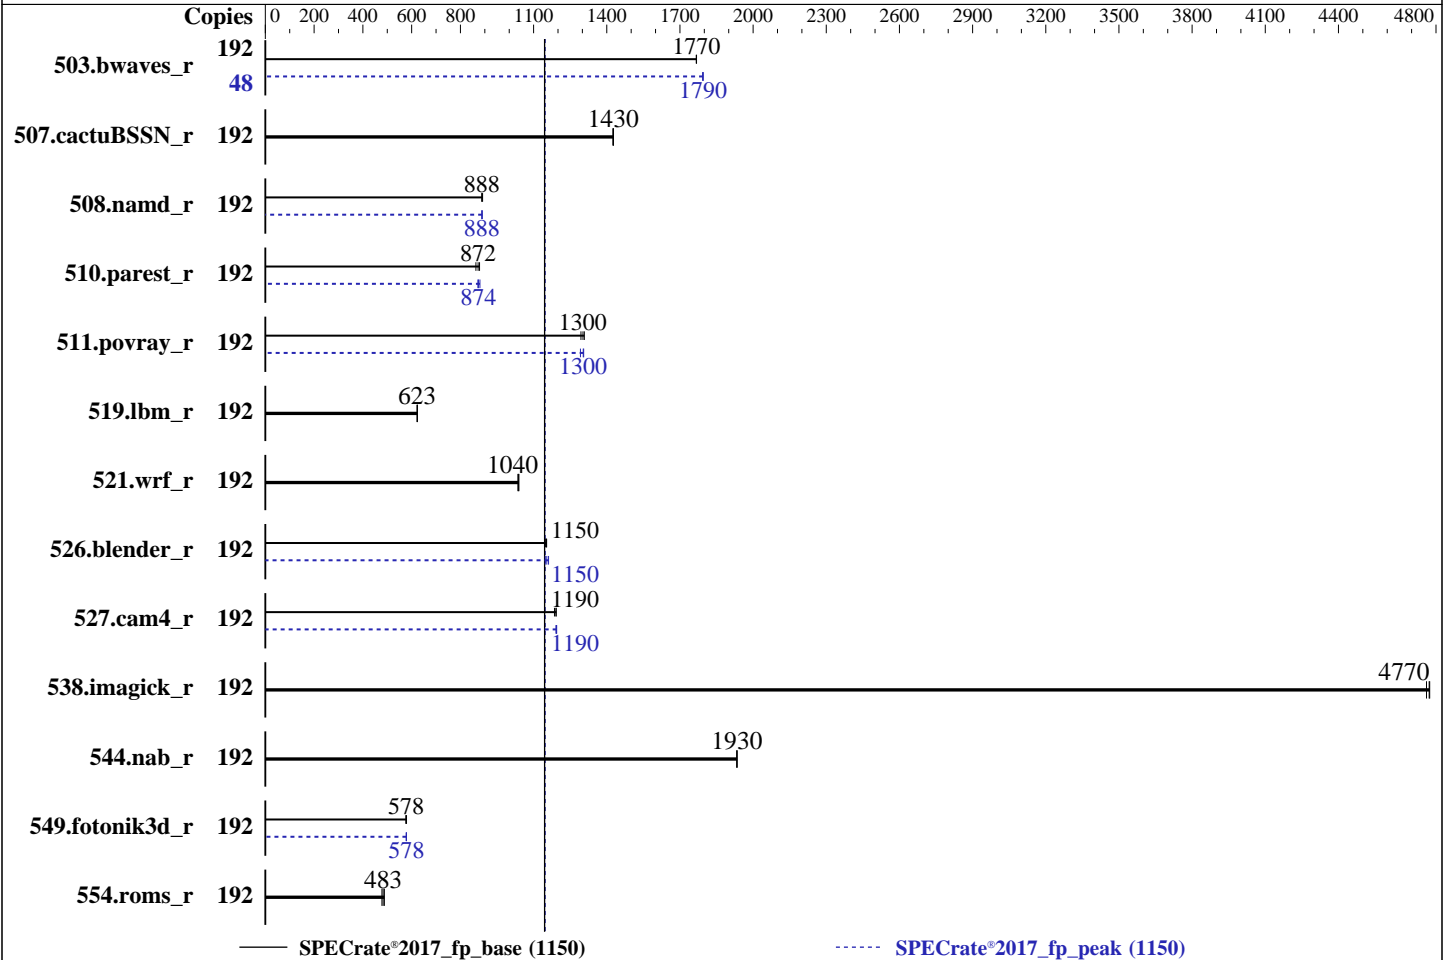 Copies 0 200 400 600 800 1100 1400 1700 2000 2300 2600 2900 3200 3500 3800 4100 4400 4800
503.bwaves_r 192 1770
48 1790
507.cactuBSSN_r 192 1430
508.namd_r 192 888
888
510.parest_r 192 872
874
511.povray_r 192 1300
1300
519.lbm_r 192 623
521.wrf_r 192 1040
526.blender_r 192 1150
1150
527.cam4_r 192 1190
1190
538.imagick_r 192 4770
544.nab_r 192 1930
549.fotonik3d_r 192 578
578
554.roms_r 192 483
SPECrate®2017_fp_base (1150) SPECrate®2017_fp_peak (1150)